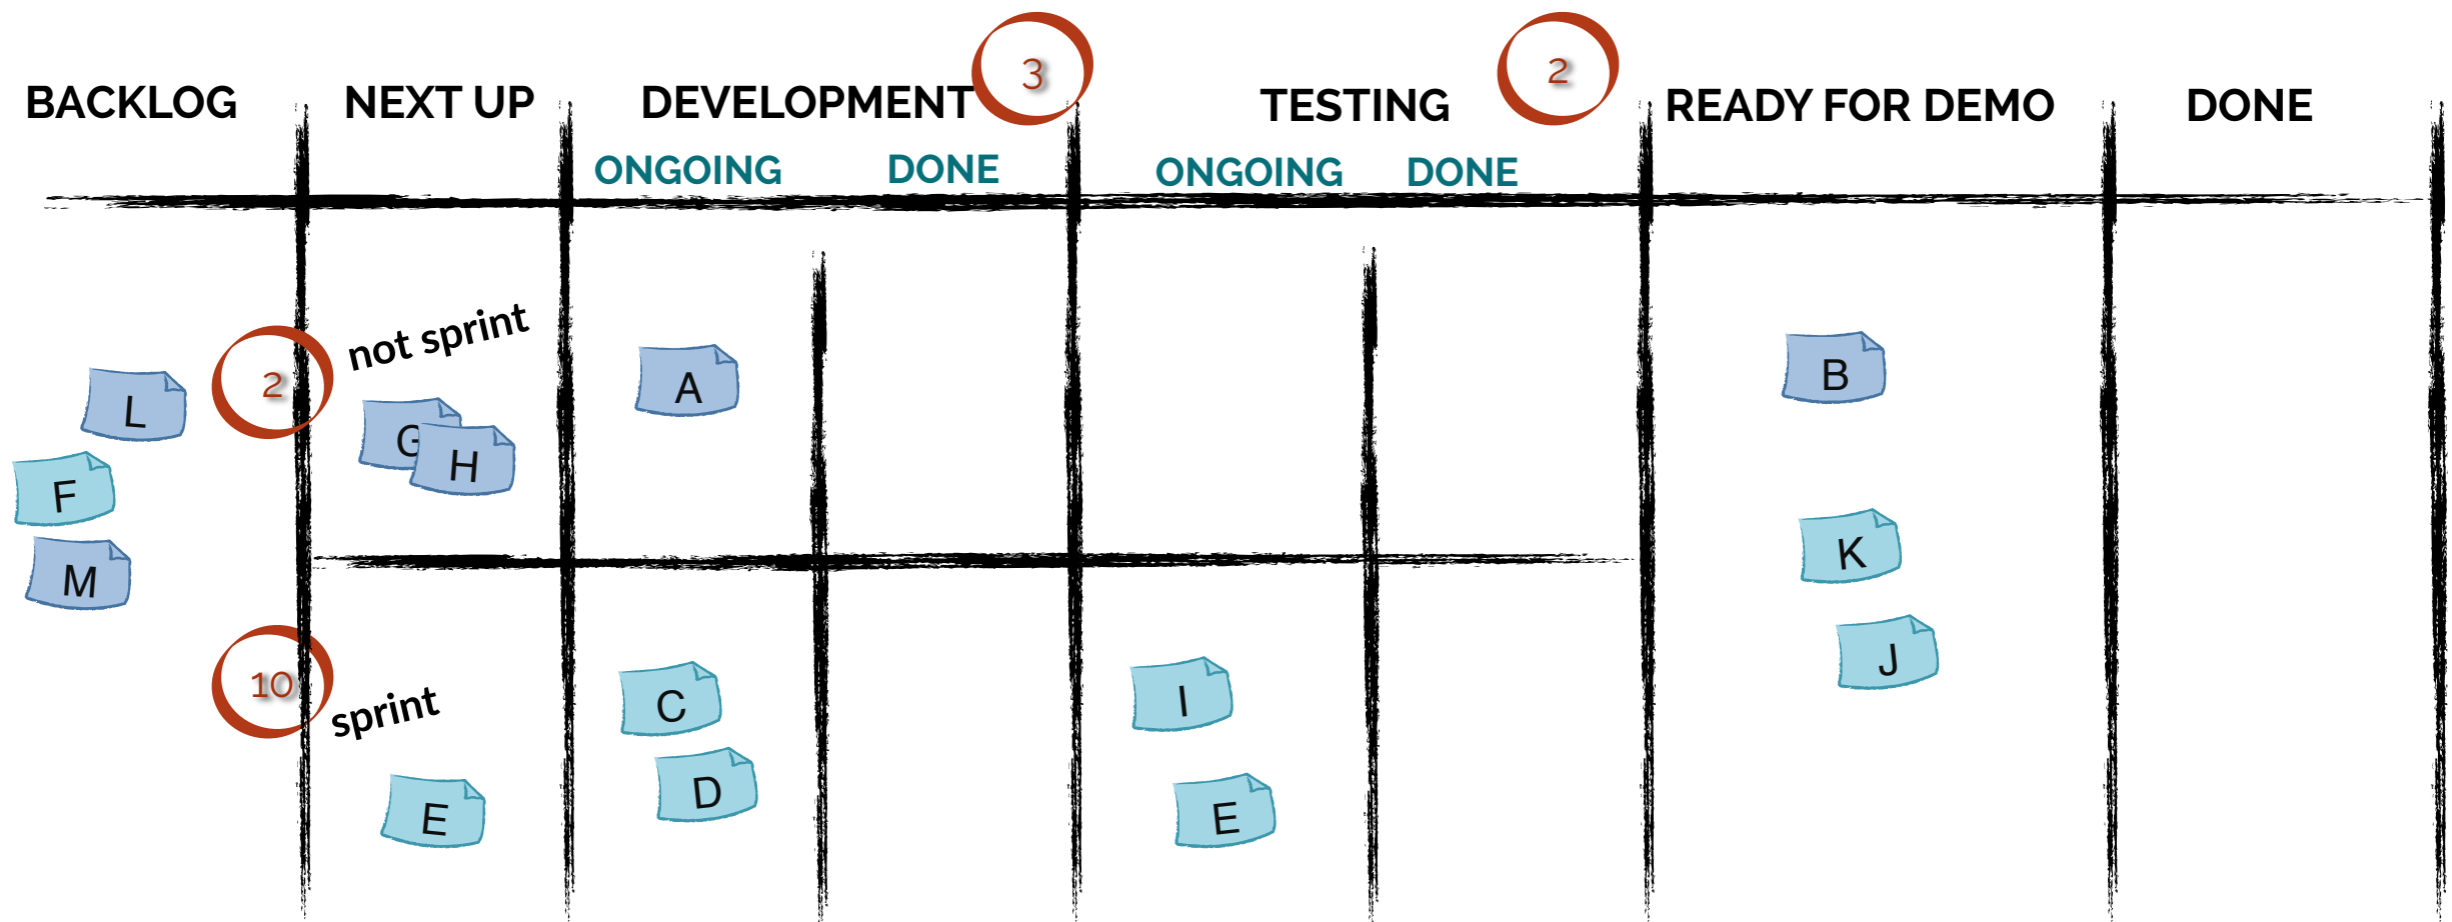 3
2
BACKLOG
NEXT UP
DEVELOPMENT
TESTING
READY FOR DEMO
DONE
ONGOING
DONE
ONGOING
DONE
2
not sprint
L
G
H
A
B
F
M
K
10
sprint
C
D
E
I
E
J